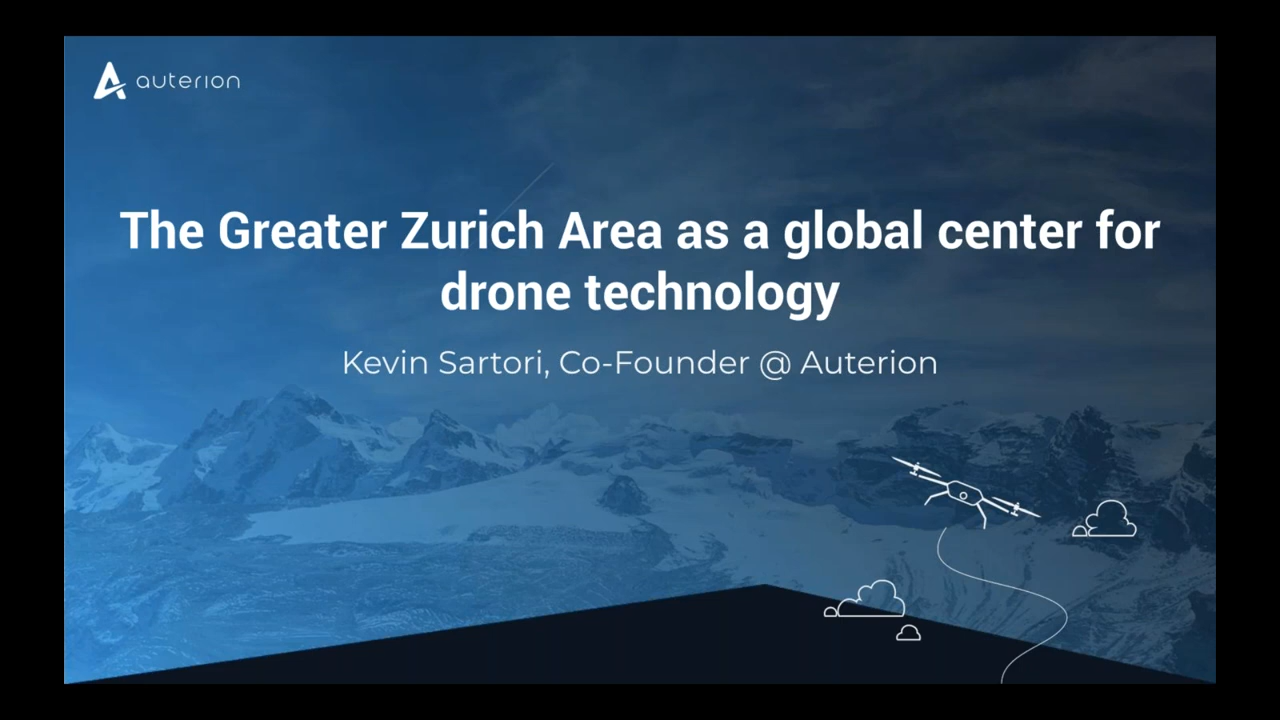 auterion
The Greater Zurich Area as a global center for
drone technology
Kevin Sartori, Co-Founder @ Auterion